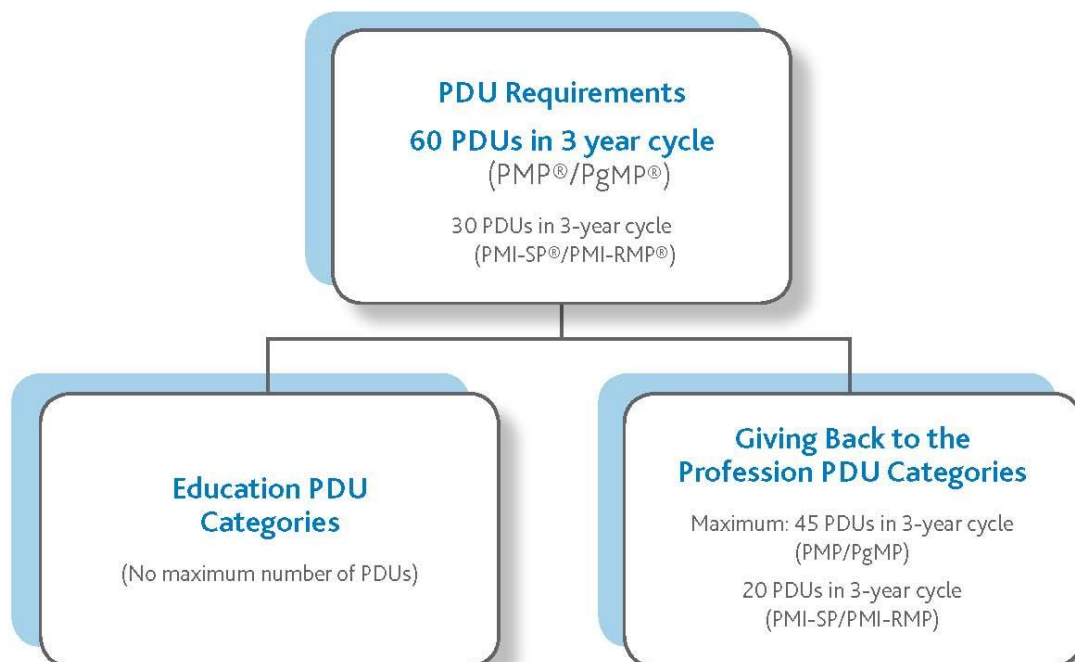 PDU Requirements
60 PDUs in 3 year cycle
(PMP®/PgMP®)
30 PDUs in 3-year cycle
(PMI-SP®/PMI-RMP®)
Education PDU
Categories
(No maximum number of PDUs)
Giving Back to the
Profession PDU Categories
Maximum: 45 PDUs in 3-year cycle
(PMP/PgMP)
20 PDUs in 3-year cycle
(PMI-SP/PMI-RMP)